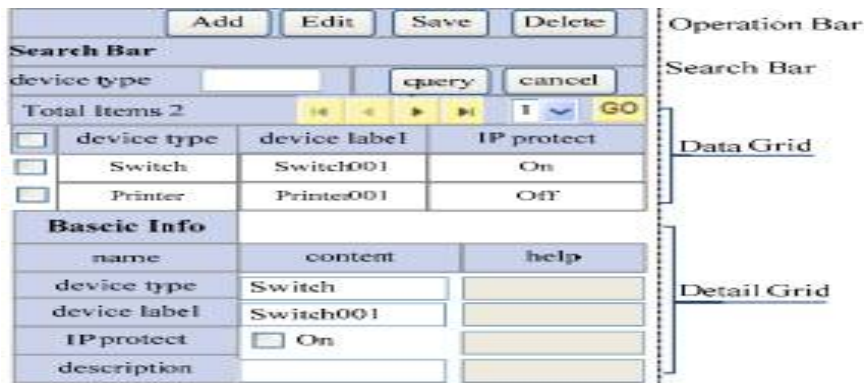 Add Edit Save Delete Operation Bar
Search Bar
device type query cancel Search Bar
Total Items 2 1 GO
device type device label IP protect Data Grid
Switch Switch001 On
Printer Printer001 Off
Bascic Info
name content help
device type Switch Detail Grid
device label Switch001
IP protect On
description